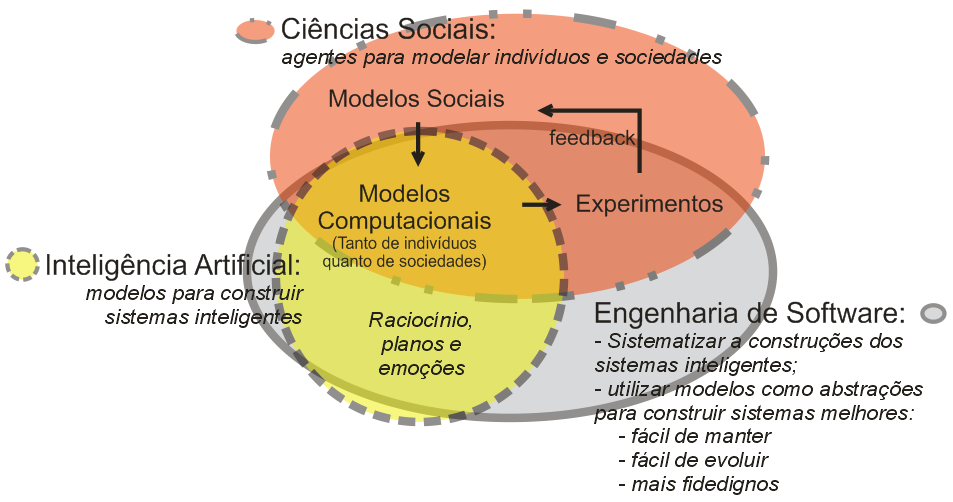 Ciências Sociais:
agentes para modelar indivíduos e sociedades
Modelos Sociais
feedback
Modelos
Computacionais
(Tanto de indivíduos
quanto de sociedades)
Experimentos
Inteligência Artificial:
modelos para construir
sistemas inteligentes
Raciocínio,
planos e
emoções
Engenharia de Software:
- Sistematizar a construções dos
sistemas inteligentes;
- utilizar modelos como abstrações
para construir sistemas melhores:
- fácil de manter
- fácil de evoluir
- mais fidedignos